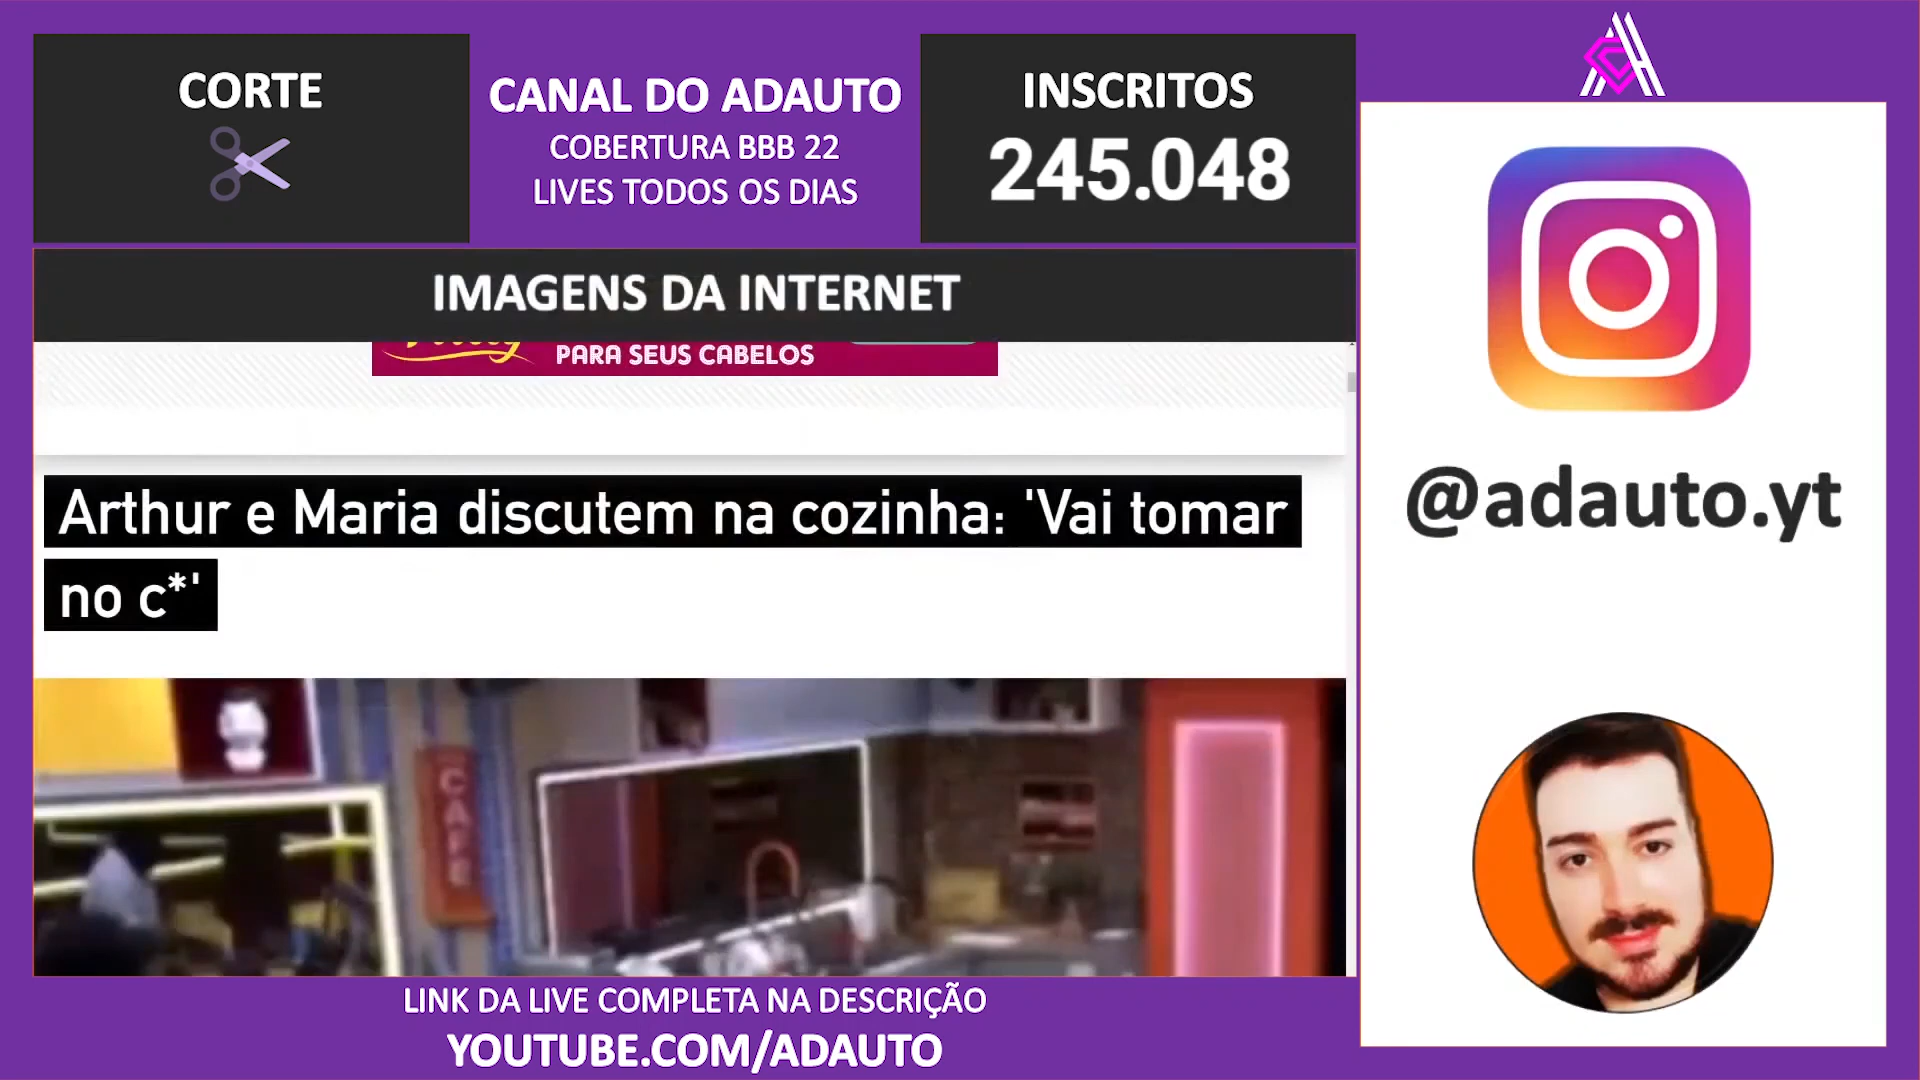 CORTE
CANAL DO ADAUTO
COBERTURA BBB 22
LIVES TODOS OS DIAS
INSCRITOS
245.048
IMAGENS DA INTERNET
PARA SEUS CABELOS
Arthur e Maria discutem na cozinha: 'Vai tomar
no c*'
CAFÉ
LINK DA LIVE COMPLETA NA DESCRIÇÃO
YOUTUBE.COM/ADAUTO
@adauto.yt